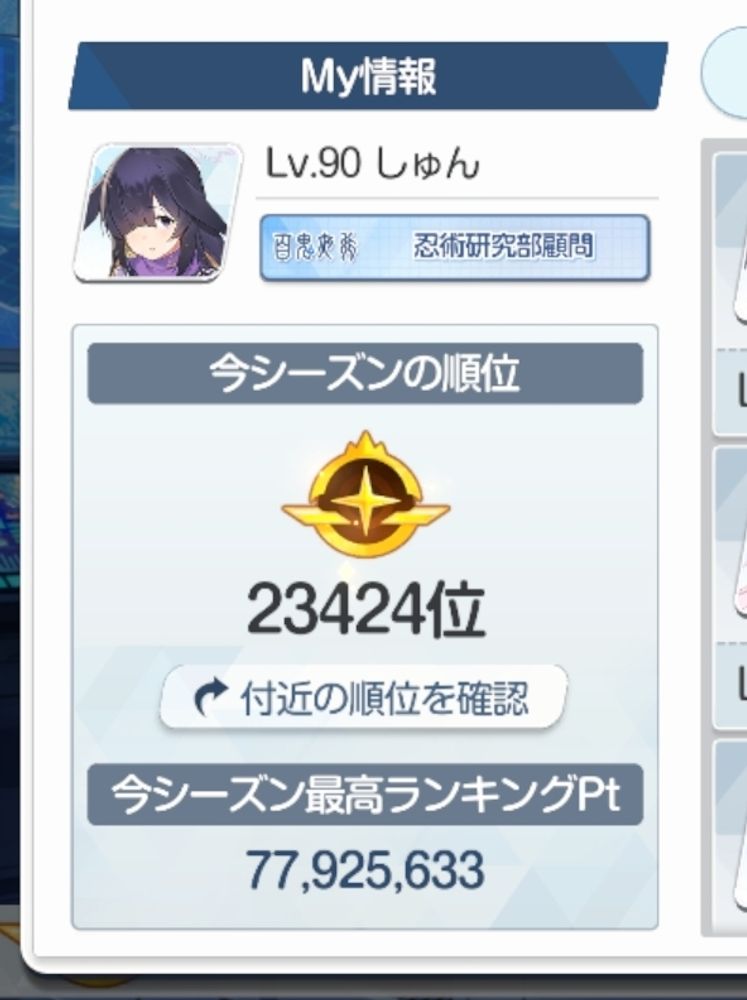 My情報
Lv.90 しゅん
百鬼夜行 忍術研究部顧問
今シーズンの順位
23424位
付近の順位を確認
今シーズン最高ランキングPt
77,925,633